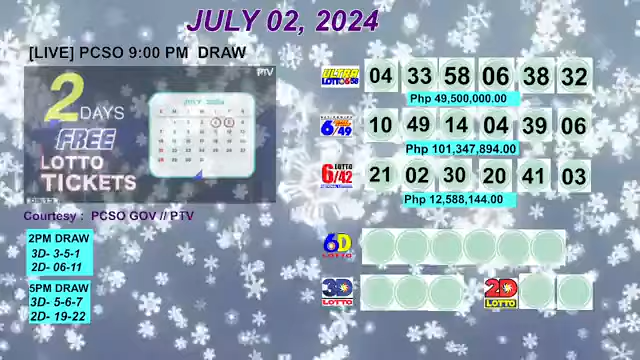 JULY 02, 2024
[LIVE] PCSO 9:00 PM DRAW
PTV
2 DAYS
FREE
LOTTO
TICKETS
JULY 2024
Courtesy : PCSO GOV // PTV
2PM DRAW
3D- 3-5-1
2D- 06-11
5PM DRAW
3D- 5-6-7
2D- 19-22
ULTRA LOTTO 6/58 04 33 58 06 38 32
Php 49,500,000.00
6/49 10 49 14 04 39 06
Php 101,347,894.00
LOTTO 6/42 21 02 30 20 41 03
Php 12,588,144.00
6D LOTTO
3D LOTTO
2D LOTTO